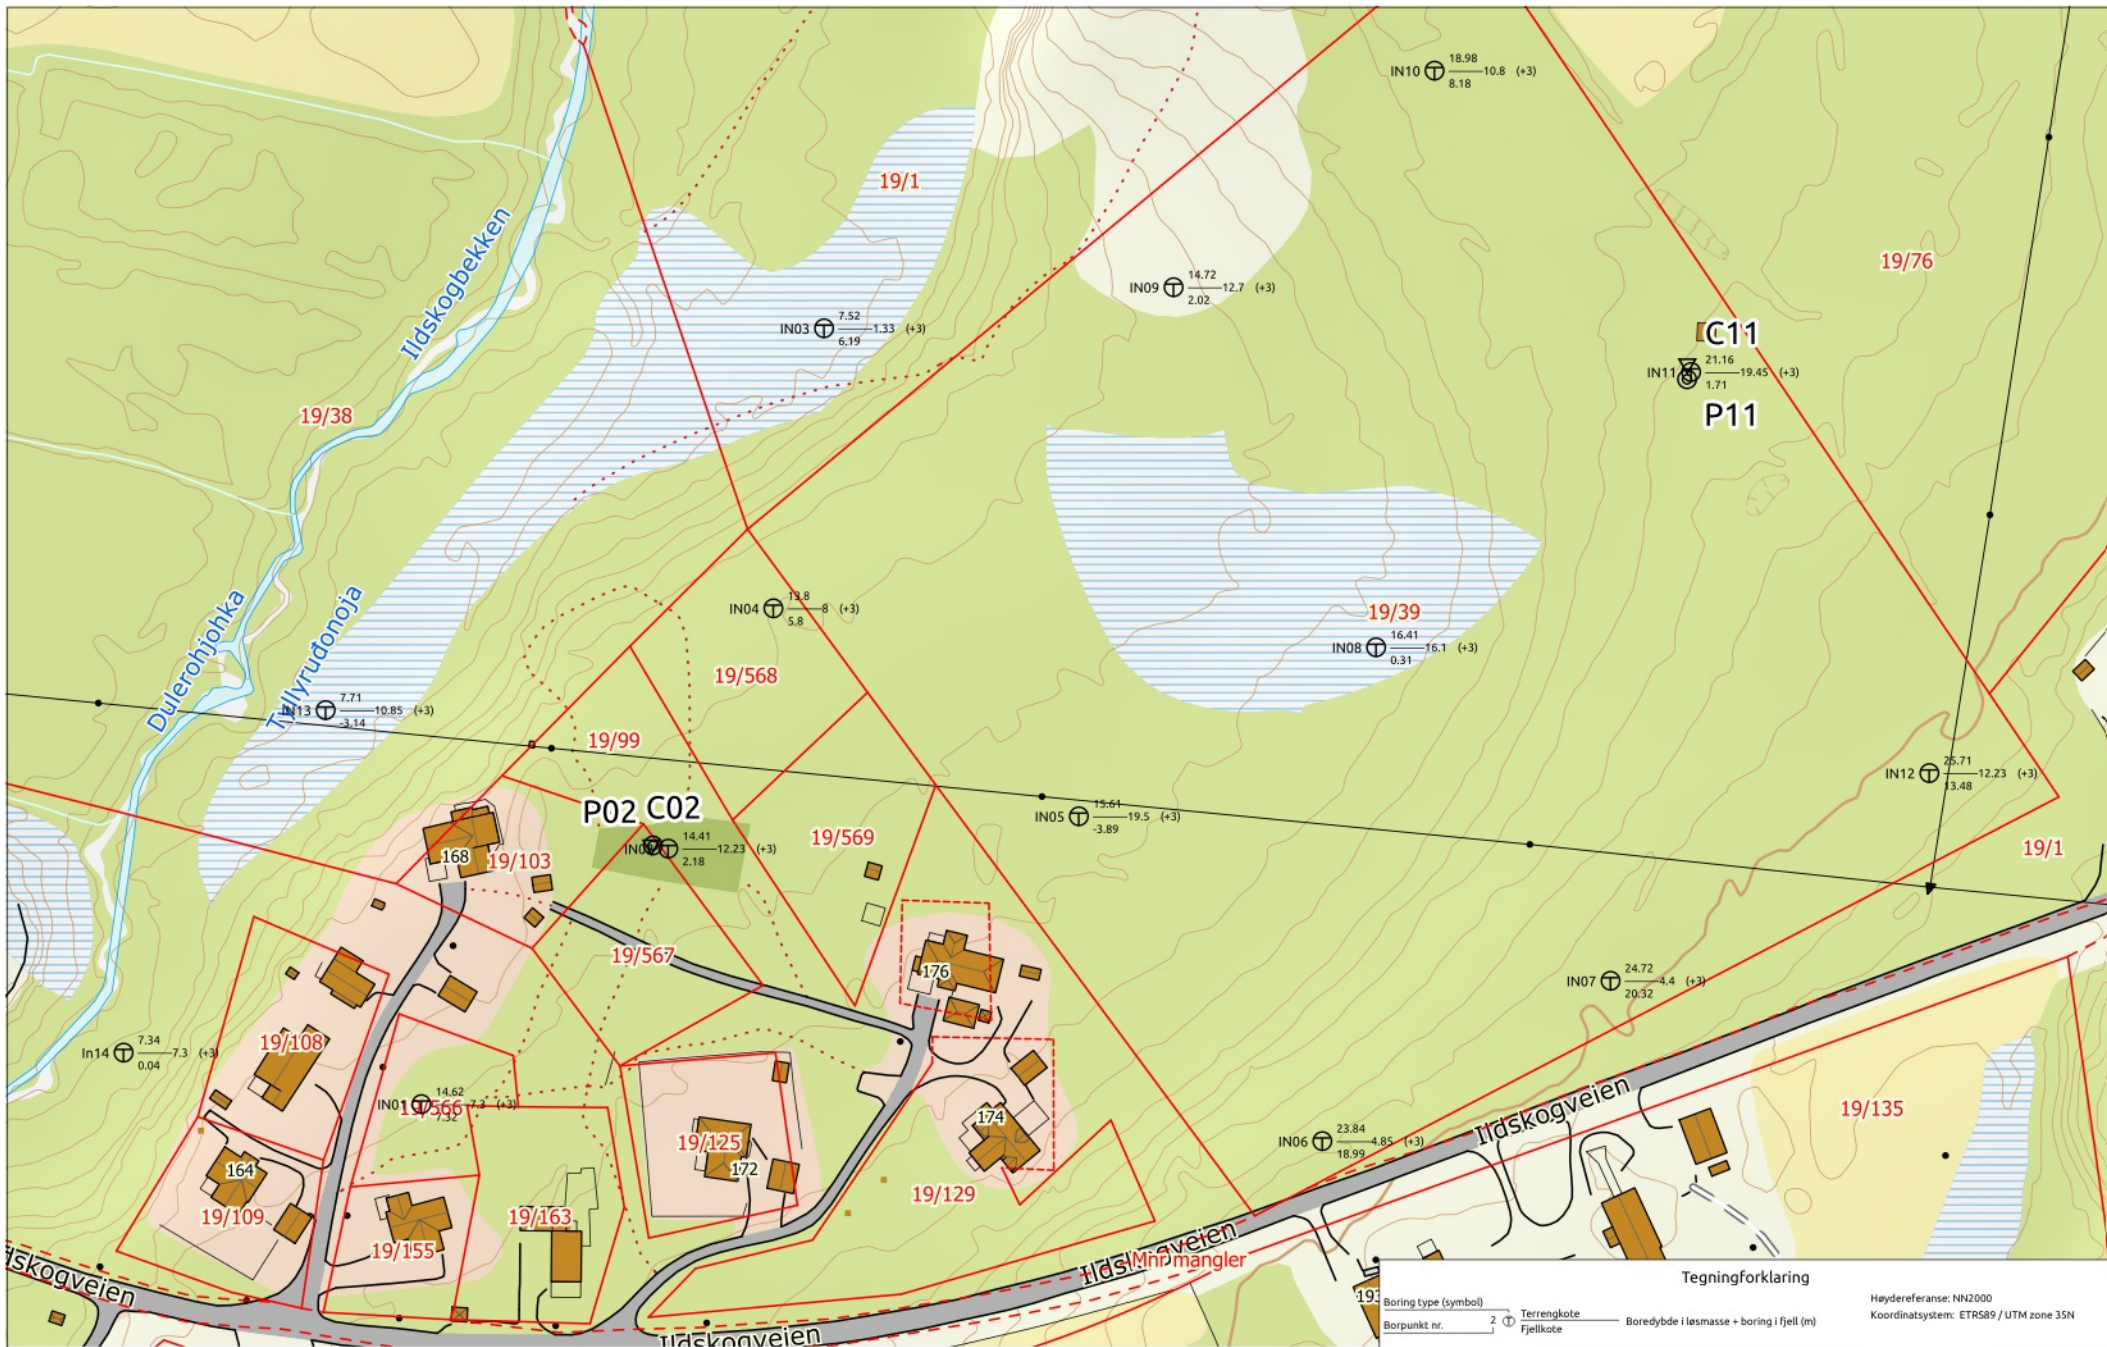 IN10 18.98 10.8 (+3) 8.18
19/1
Ildskogbekken
19/76
IN09 14.72 12.7 (+3) 2.02
IN03 7.52 1.33 (+3) 6.19
C11
IN11 21.16 19.45 (+3) 1.71
P11
19/38
Dulerohjohka
Tyllyruđonoja
IN04 13.8 8 (+3) 5.8
19/39
IN08 16.41 16.1 (+3) 0.31
19/568
IN13 7.71 10.85 (+3) -3.14
19/99
IN12 25.71 12.23 (+3) 13.48
P02 C02
IN05 15.61 19.5 (+3) -3.89
14.41 12.23 (+3) 2.18
19/569
19/1
168
19/103
19/567
176
IN07 24.72 4.4 (+3) 20.32
19/108
In14 7.34 7.3 (+3) 0.04
IN01 14.62 7.3 (+3) 7.32
19/566
174
Ildskogveien
19/135
19/125
172
IN06 23.84 4.85 (+3) 18.99
164
19/129
19/109
19/163
19/155
Ildskogveien
Mnr mangler
dskogveien
193
Ildskogveien
Tegningforklaring
Boring type (symbol)
Borpunkt nr.
2
Terrengkote
Fjellkote
Boredybde i løsmasse + boring i fjell (m)
Høydereferanse: NN2000
Koordinatsystem: ETRS89 / UTM zone 35N